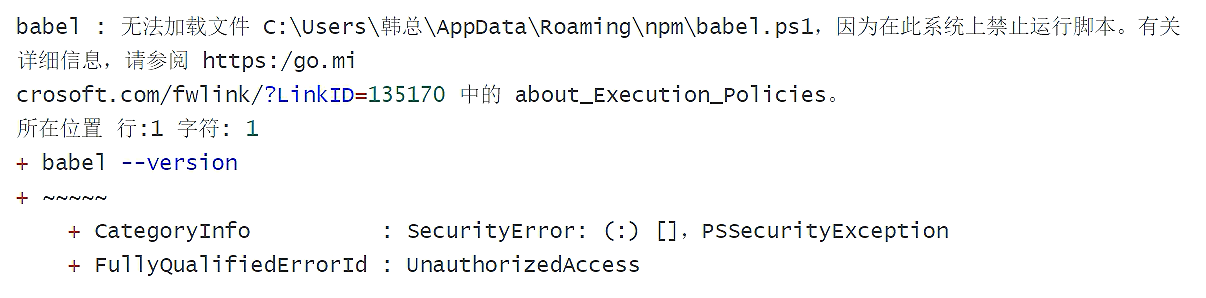 babel : 无法加载文件 C:\Users\韩总\AppData\Roaming\npm\babel.ps1，因为在此系统上禁止运行脚本。有关
详细信息，请参阅 https:/go.mi
crosoft.com/fwlink/?LinkID=135170 中的 about_Execution_Policies。
所在位置 行:1 字符: 1
+ babel --version
+ ~~~~~
    + CategoryInfo          : SecurityError: (:) []，PSSecurityException
    + FullyQualifiedErrorId : UnauthorizedAccess